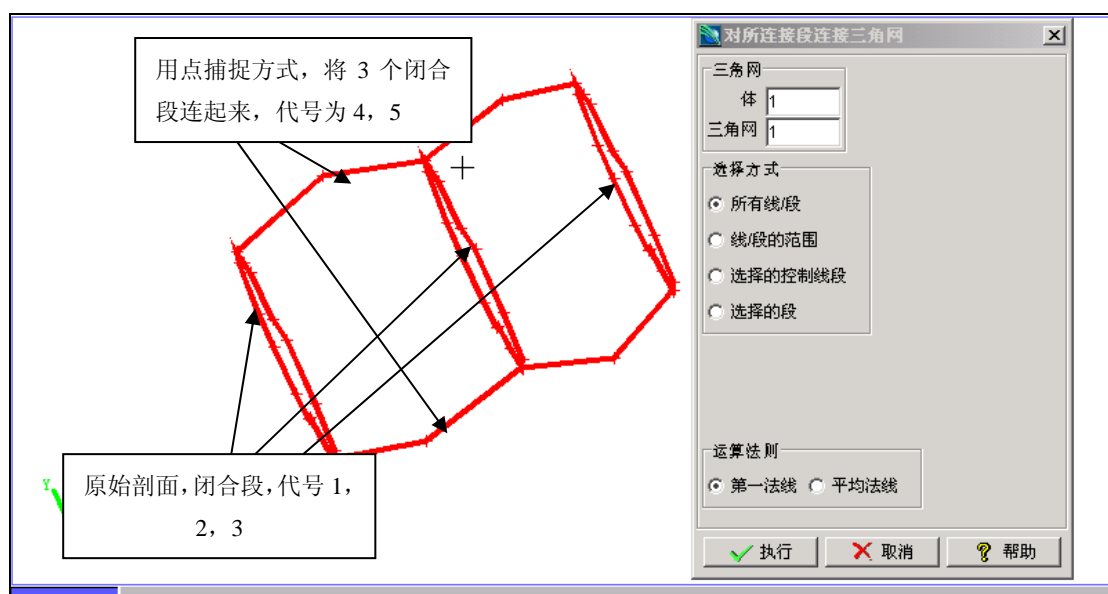 用点捕捉方式，将 3 个闭合
段连起来，代号为 4，5
原始剖面，闭合段，代号 1，
2，3
Y
对所连接段连接三角网
三角网
体 1
三角网 1
选择方式
所有线/段
线/段的范围
选择的控制线段
选择的段
运算法则
第一法线 平均法线
执行 取消 帮助